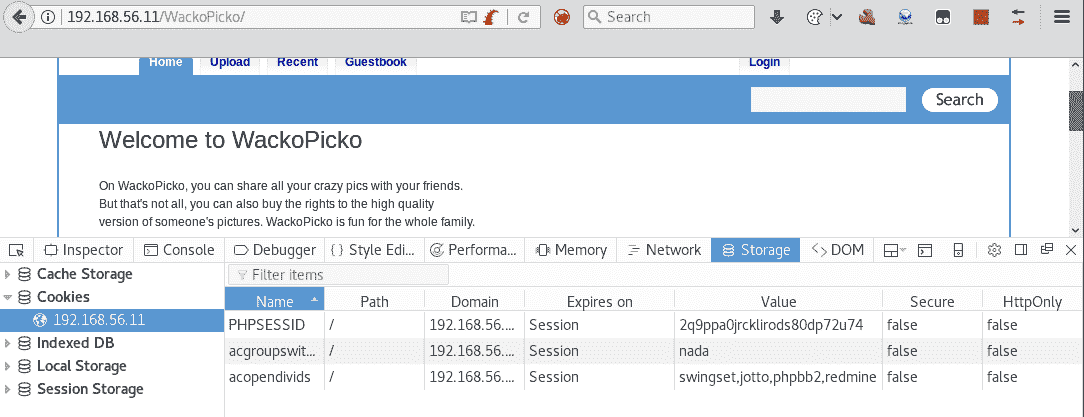 192.168.56.11/WackoPicko/
Search
Home Upload Recent Guestbook Login
Search
Welcome to WackoPicko
On WackoPicko, you can share all your crazy pics with your friends.
But that's not all, you can also buy the rights to the high quality
version of someone's pictures. WackoPicko is fun for the whole family.
Inspector Console Debugger { } Style Edi... Performa... Memory Network Storage DOM
Cache Storage
Cookies
192.168.56.11
Indexed DB
Local Storage
Session Storage
Filter items
Name Path Domain Expires on Value Secure HttpOnly
PHPSESSID / 192.168.56.... Session 2q9ppa0jrcklirods80dp72u74 false false
acgroupswit... / 192.168.56.... Session nada false false
acopendivids / 192.168.56.... Session swingset,jotto,phpbb2,redmine false false